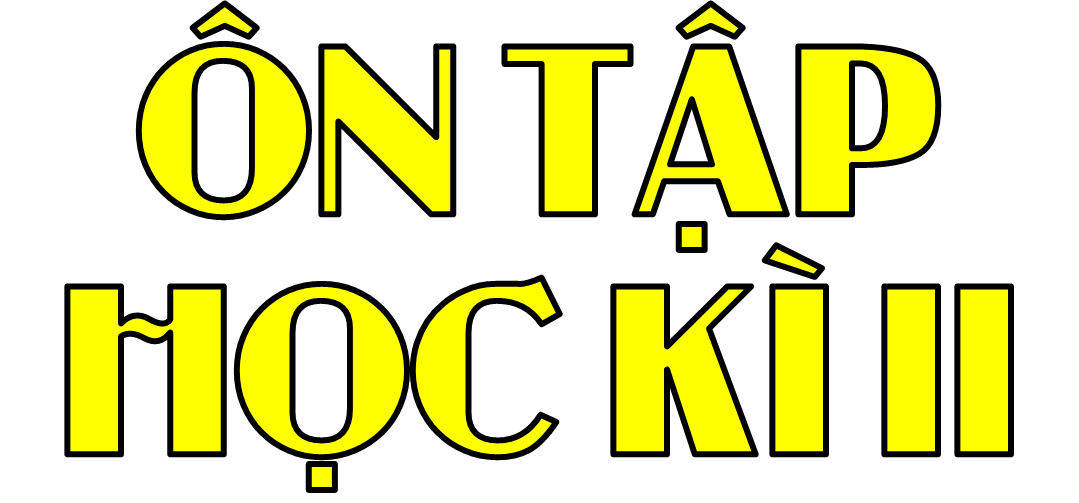 ÔN TẬP
HỌC KÌ II